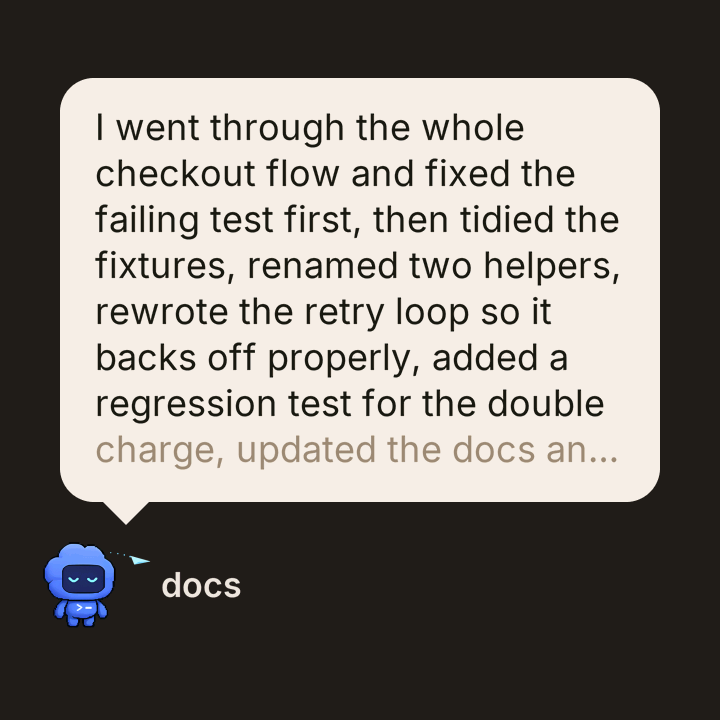 I went through the whole
checkout flow and fixed the
failing test first, then tidied the
fixtures, renamed two helpers,
rewrote the retry loop so it
backs off properly, added a
regression test for the double
charge, updated the docs an...
docs